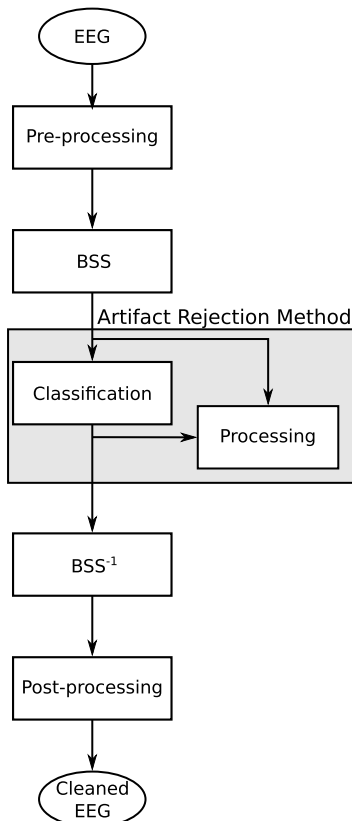 EEG
Pre-processing
BSS
Artifact Rejection Method
Classification
Processing
BSS⁻¹
Post-processing
Cleaned
EEG